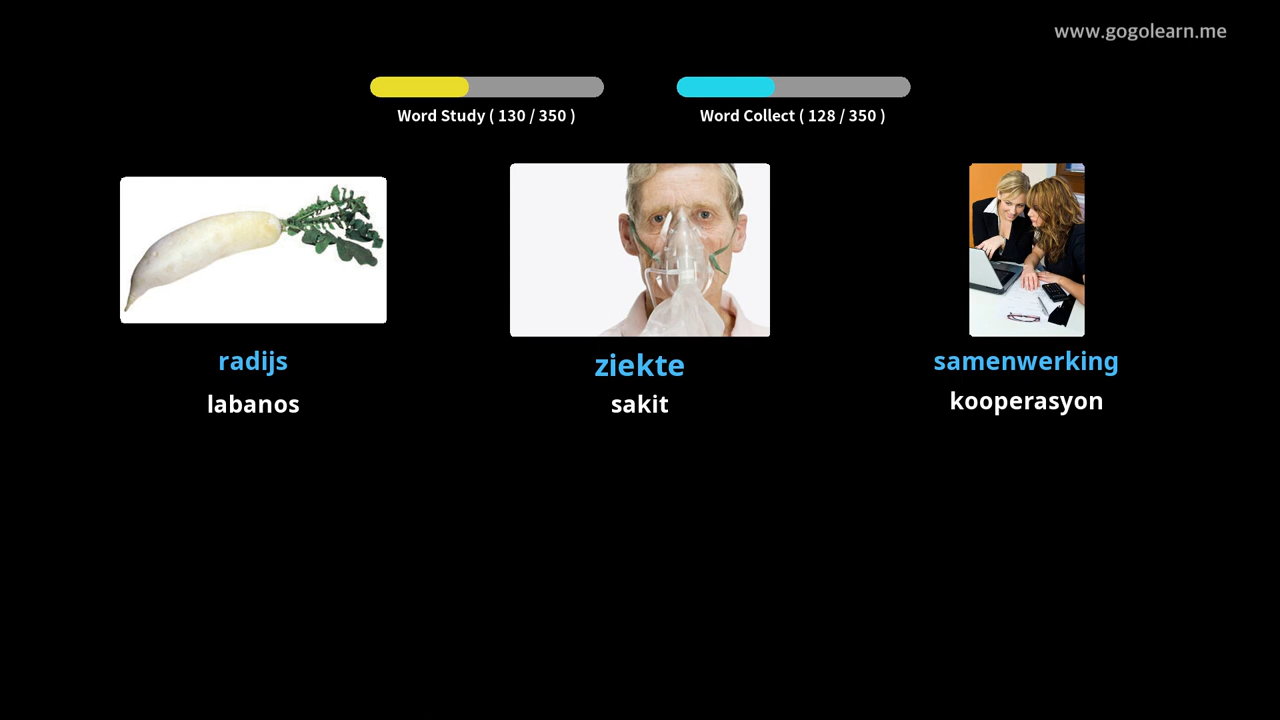 www.gogolearn.me
Word Study ( 130 / 350 )
Word Collect ( 128 / 350 )
radijs
labanos
ziekte
sakit
samenwerking
kooperasyon